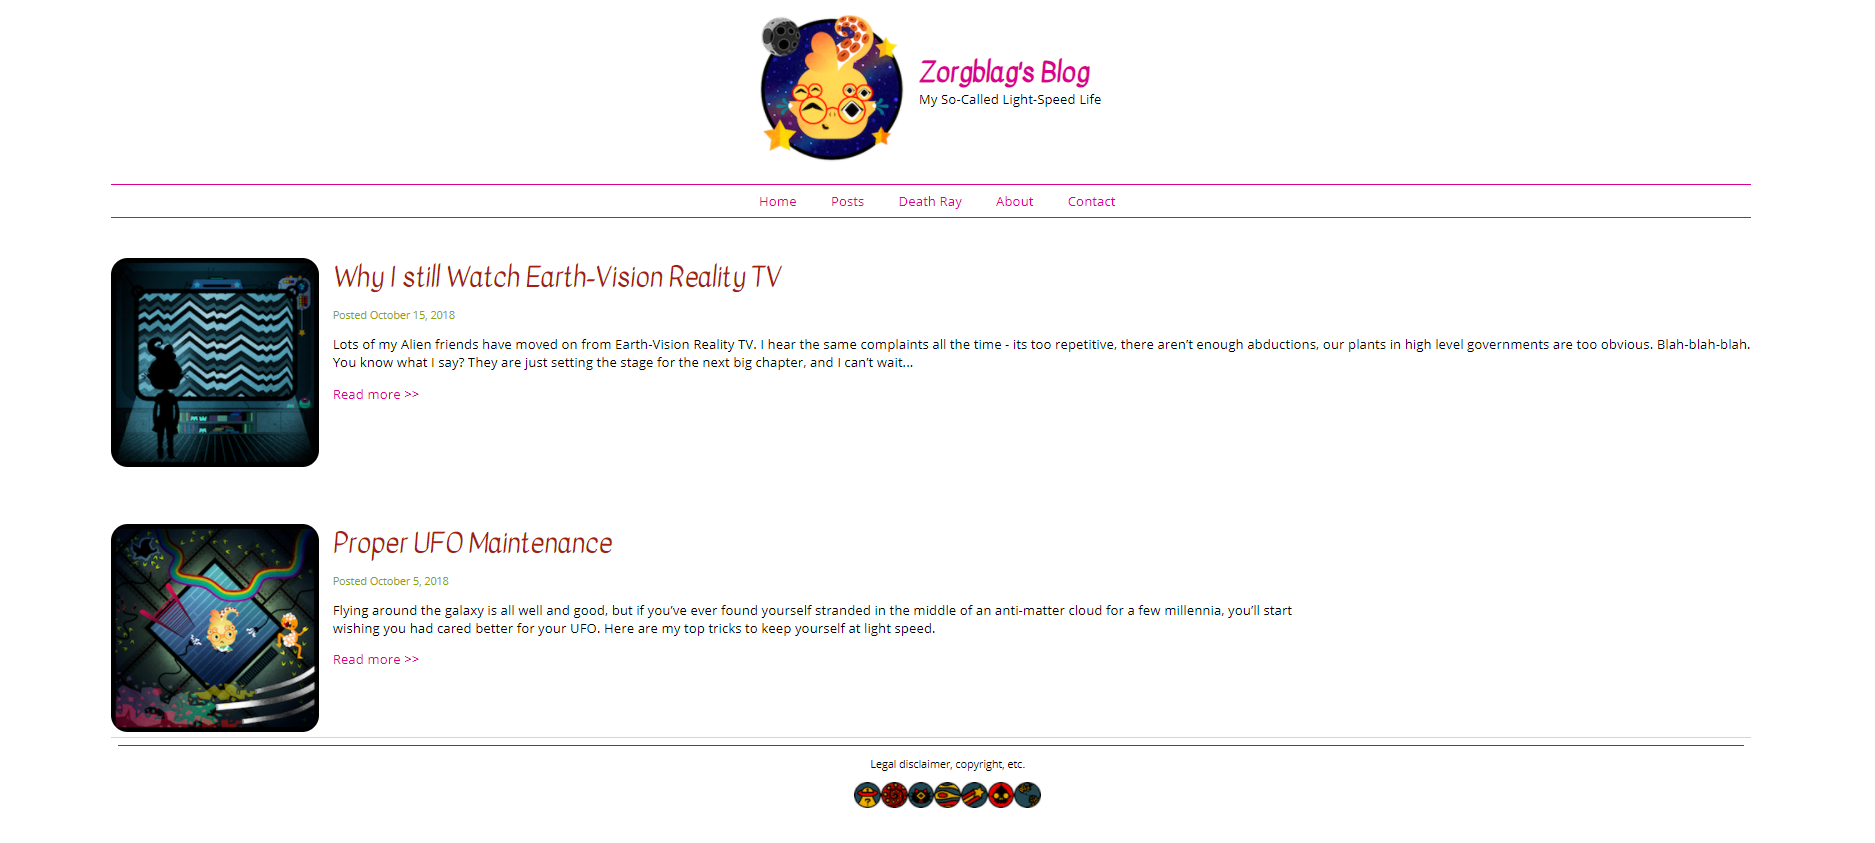 Zorgblag's Blog
My So-Called Light-Speed Life
Home Posts Death Ray About Contact
Why I still Watch Earth-Vision Reality TV
Posted October 15, 2018
Lots of my Alien friends have moved on from Earth-Vision Reality TV. I hear the same complaints all the time - its too repetitive, there aren’t enough abductions, our plants in high level governments are too obvious. Blah-blah-blah.
You know what I say? They are just setting the stage for the next big chapter, and I can’t wait...
Read more >>
Proper UFO Maintenance
Posted October 5, 2018
Flying around the galaxy is all well and good, but if you’ve ever found yourself stranded in the middle of an anti-matter cloud for a few millennia, you’ll start
wishing you had cared better for your UFO. Here are my top tricks to keep yourself at light speed.
Read more >>
Legal disclaimer, copyright, etc.
?